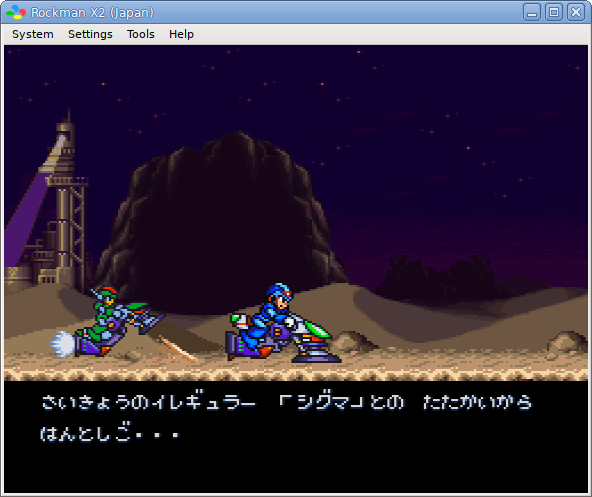 Rockman X2 (Japan)
System Settings Tools Help
さいきょうのイレギュラー 「シグマ」との たたかいから
はんとしご・・・